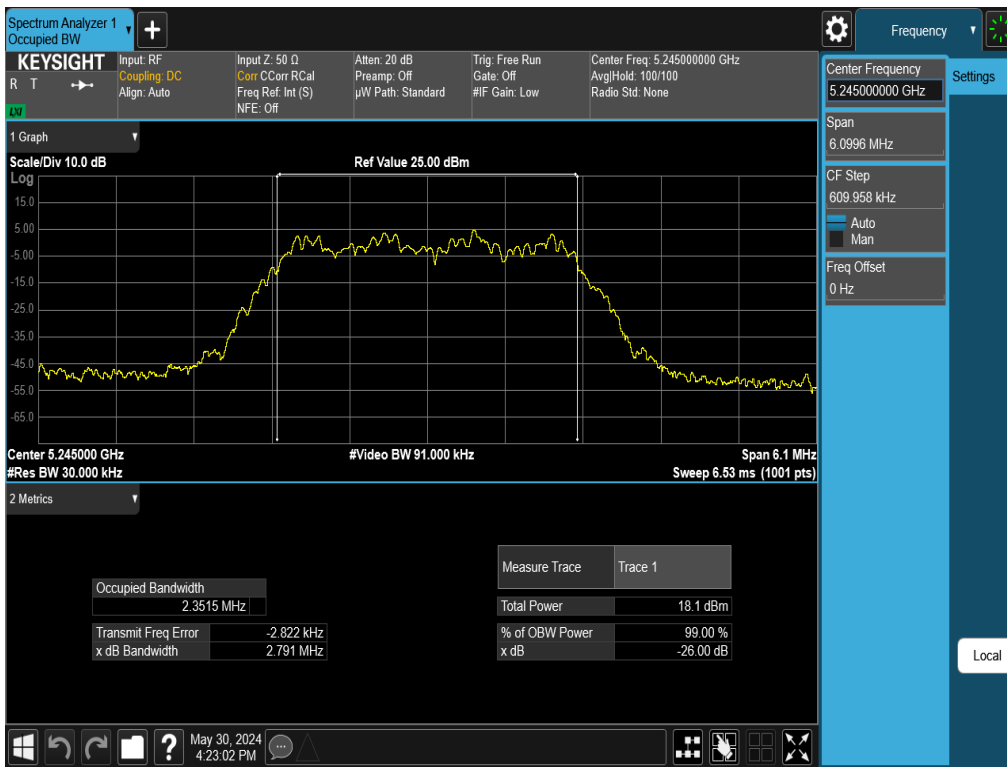 Spectrum Analyzer 1
Occupied BW
Frequency
KEYSIGHT
R T
LXI
Input: RF
Coupling: DC
Align: Auto
Input Z: 50 Ω
Corr CCorr RCal
Freq Ref: Int (S)
NFE: Off
Atten: 20 dB
Preamp: Off
µW Path: Standard
Trig: Free Run
Gate: Off
#IF Gain: Low
Center Freq: 5.245000000 GHz
Avg|Hold: 100/100
Radio Std: None
Center Frequency
5.245000000 GHz
Settings
Span
6.0996 MHz
CF Step
609.958 kHz
Auto
Man
Freq Offset
0 Hz
1 Graph
Scale/Div 10.0 dB
Ref Value 25.00 dBm
Log
15.0
5.00
-5.00
-15.0
-25.0
-35.0
-45.0
-55.0
-65.0
Center 5.245000 GHz
#Video BW 91.000 kHz
Span 6.1 MHz
#Res BW 30.000 kHz
Sweep 6.53 ms (1001 pts)
2 Metrics
Measure Trace Trace 1
Occupied Bandwidth
2.3515 MHz
Total Power 18.1 dBm
Transmit Freq Error -2.822 kHz
% of OBW Power 99.00 %
x dB Bandwidth 2.791 MHz
x dB -26.00 dB
Local
?
May 30, 2024
4:23:02 PM